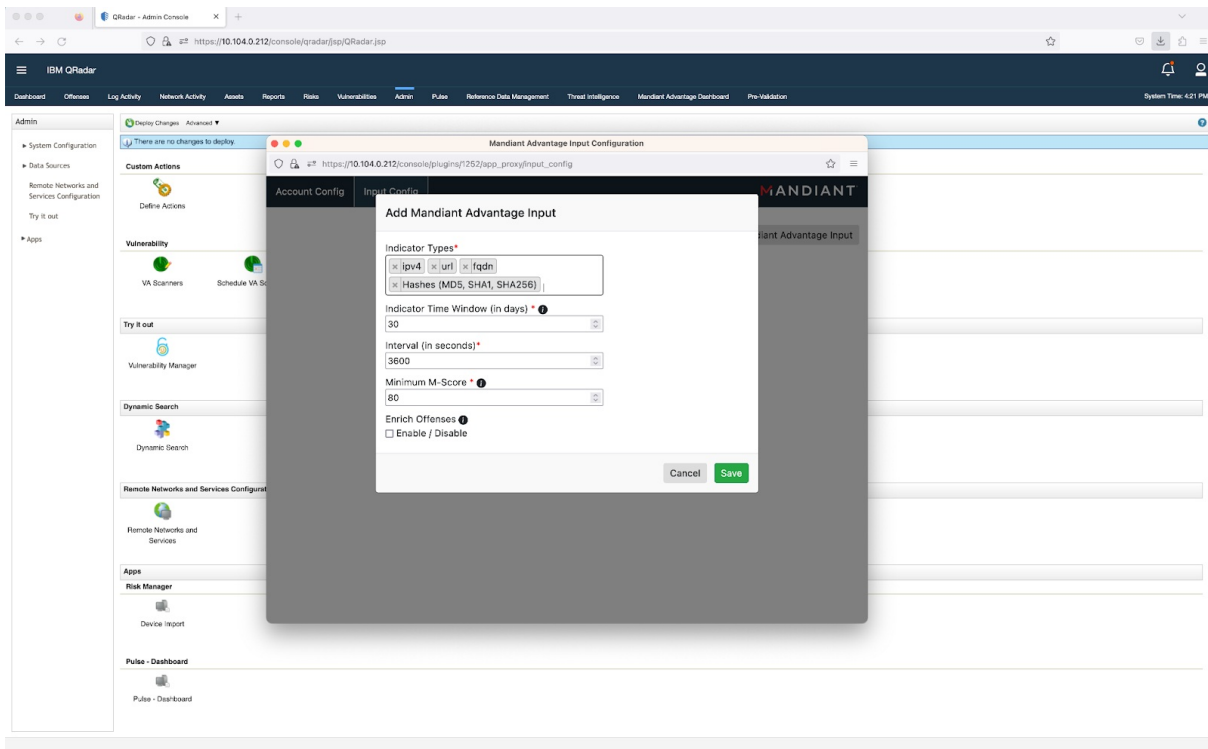 QRadar - Admin Console
https://10.104.0.212/console/qradar/jsp/QRadar.jsp
IBM QRadar
Dashboard Offenses Log Activity Network Activity Assets Reports Risks Vulnerabilities Admin Pulse Reference Data Management Threat Intelligence Mandiant Advantage Dashboard Pre-Validation System Time: 4:21 PM
Admin
System Configuration
Data Sources
Remote Networks and
Services Configuration
Try it out
Apps
Deploy Changes Advanced
There are no changes to deploy.
Custom Actions
Define Actions
Vulnerability
VA Scanners Schedule VA Sc
Try it out
Vulnerability Manager
Dynamic Search
Dynamic Search
Remote Networks and Services Configurat
Remote Networks and
Services
Apps
Risk Manager
Device Import
Pulse - Dashboard
Pulse - Dashboard
Mandiant Advantage Input Configuration
https://10.104.0.212/console/plugins/1252/app_proxy/input_config
Account Config Input Config MANDIANT
diant Advantage Input
Add Mandiant Advantage Input
Indicator Types*
× ipv4 × url × fqdn
× Hashes (MD5, SHA1, SHA256)
Indicator Time Window (in days) *
30
Interval (in seconds)*
3600
Minimum M-Score *
80
Enrich Offenses
Enable / Disable
Cancel Save